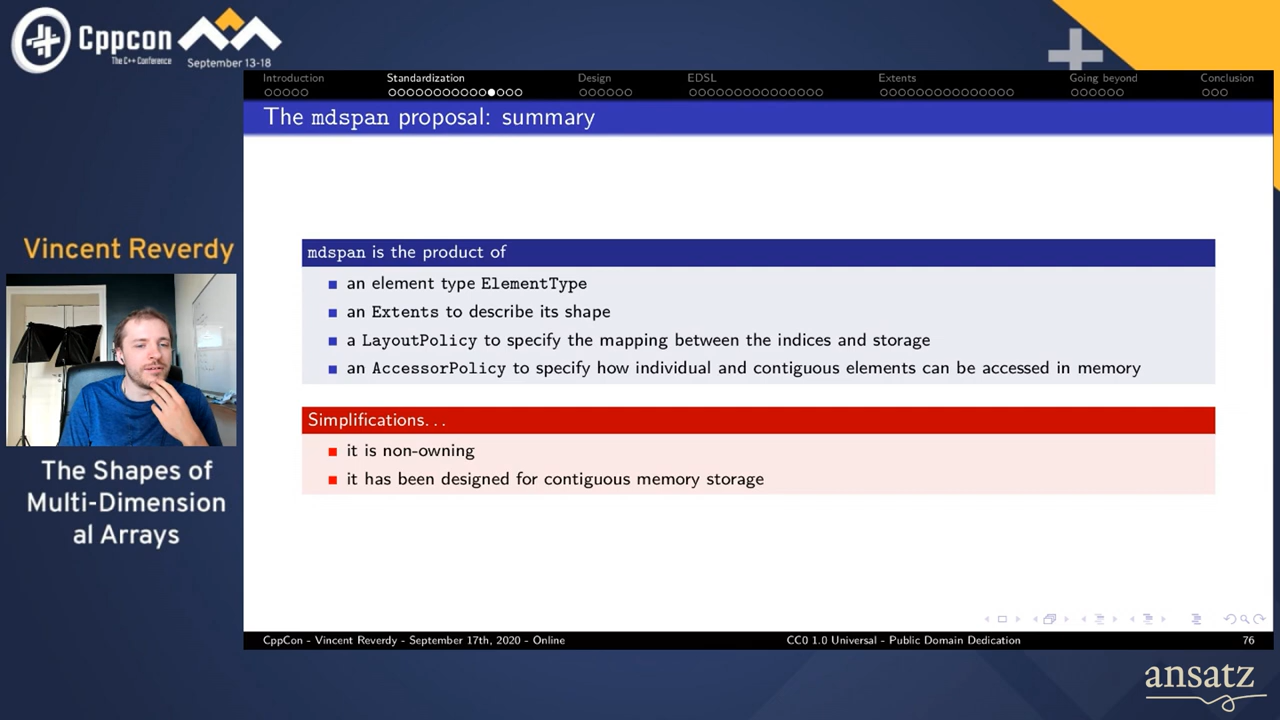 Cppcon
The C++ Conference
September 13-18
Introduction
Standardization
Design
EDSL
Extents
Going beyond
Conclusion
The mdspan proposal: summary
mdspan is the product of
an element type ElementType
an Extents to describe its shape
a LayoutPolicy to specify the mapping between the indices and storage
an AccessorPolicy to specify how individual and contiguous elements can be accessed in memory
Simplifications...
it is non-owning
it has been designed for contiguous memory storage
Vincent Reverdy
The Shapes of
Multi-Dimension
al Arrays
CppCon - Vincent Reverdy - September 17th, 2020 - Online
CC0 1.0 Universal - Public Domain Dedication
76
ansatz